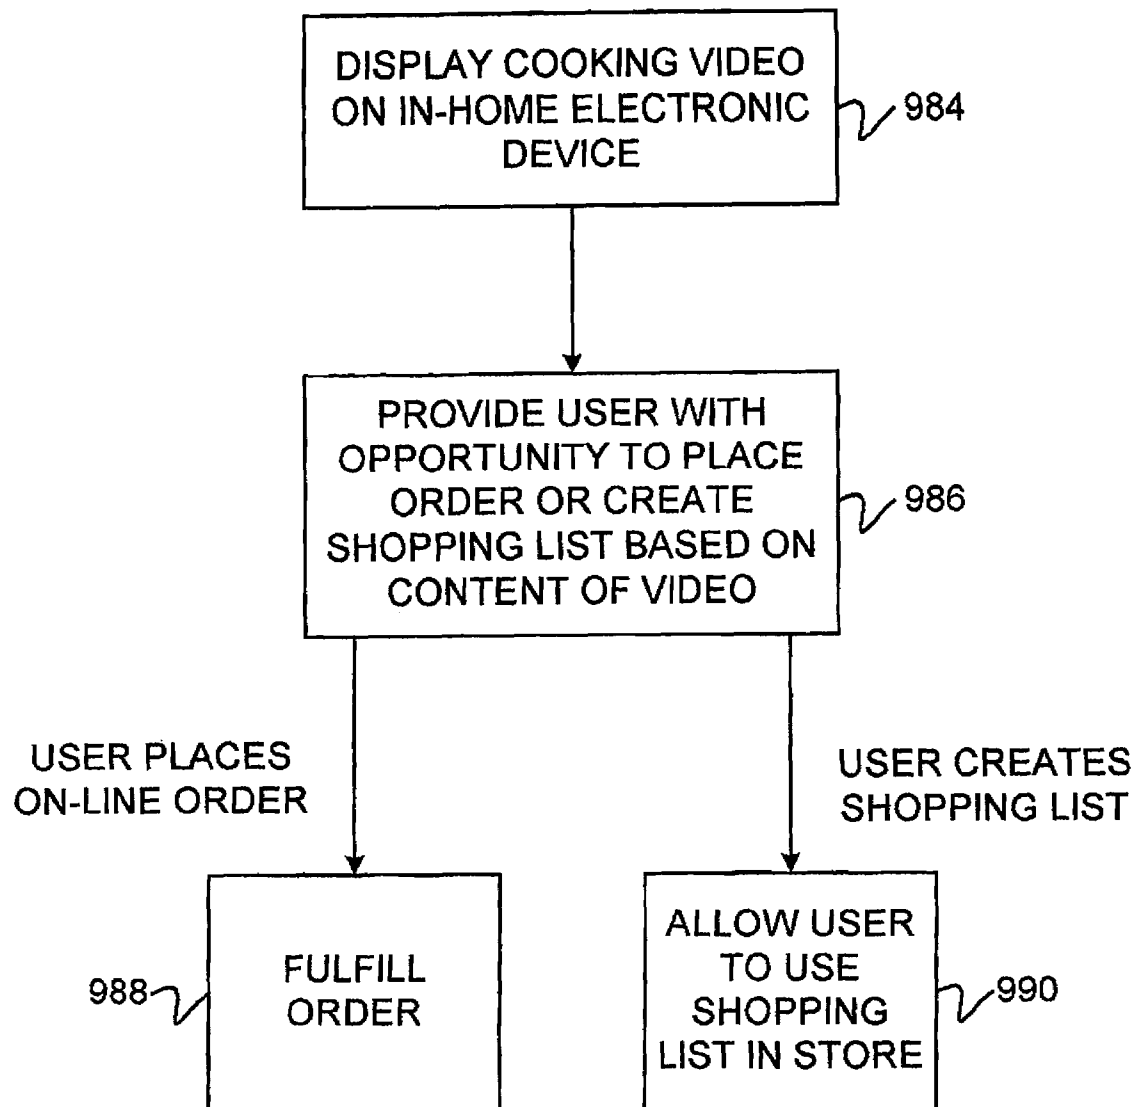 DISPLAY COOKING VIDEO
ON IN-HOME ELECTRONIC
DEVICE
984
PROVIDE USER WITH
OPPORTUNITY TO PLACE
ORDER OR CREATE
SHOPPING LIST BASED ON
CONTENT OF VIDEO
986
USER PLACES
ON-LINE ORDER
USER CREATES
SHOPPING LIST
FULFILL
ORDER
988
ALLOW USER
TO USE
SHOPPING
LIST IN STORE
990